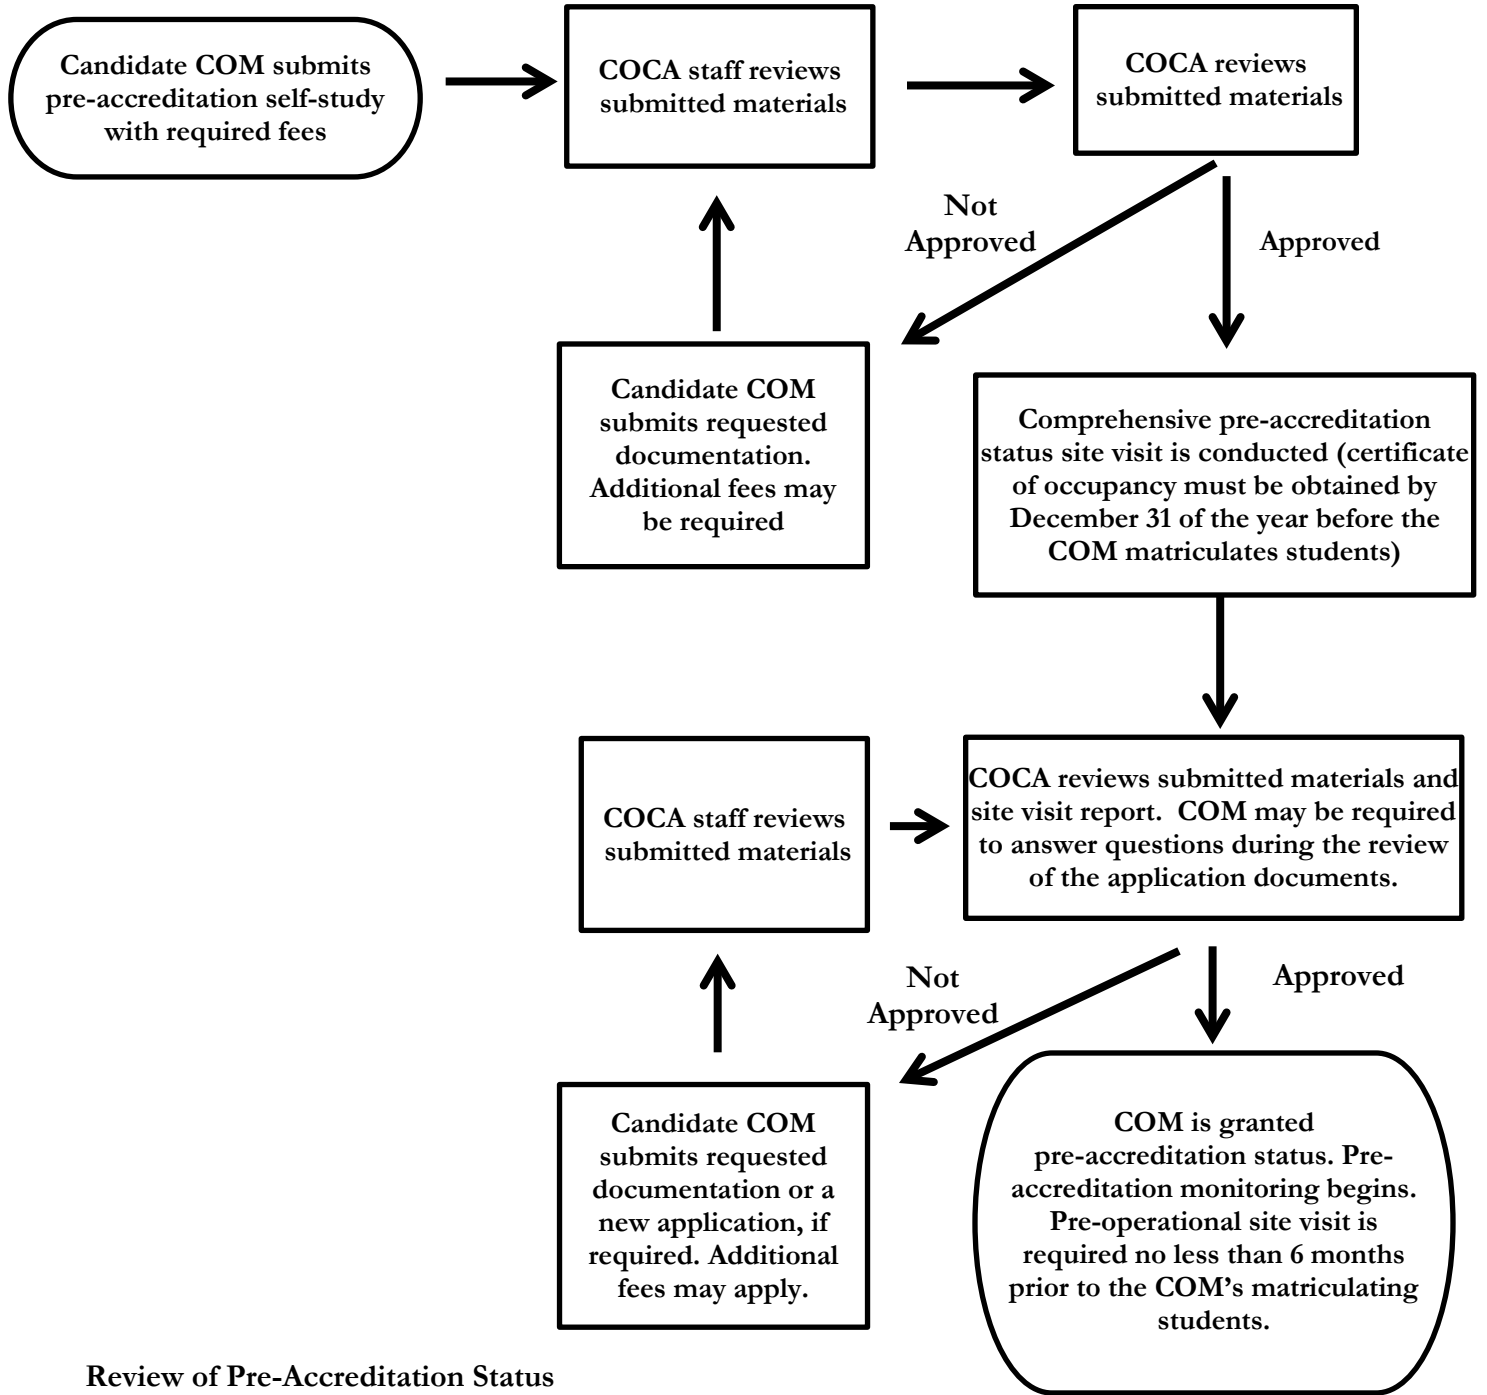 Candidate COM submits
pre-accreditation self-study
with required fees
COCA staff reviews
submitted materials
COCA reviews
submitted materials
Not
Approved
Approved
Candidate COM
submits requested
documentation.
Additional fees may
be required
Comprehensive pre-accreditation
status site visit is conducted (certificate
of occupancy must be obtained by
December 31 of the year before the
COM matriculates students)
COCA staff reviews
submitted materials
COCA reviews submitted materials and
site visit report.  COM may be required
to answer questions during the review
of the application documents.
Not
Approved
Approved
Candidate COM
submits requested
documentation or a
new application, if
required. Additional
fees may apply.
COM is granted
pre-accreditation status. Pre-
accreditation monitoring begins.
Pre-operational site visit is
required no less than 6 months
prior to the COM’s matriculating
students.
Review of Pre-Accreditation Status